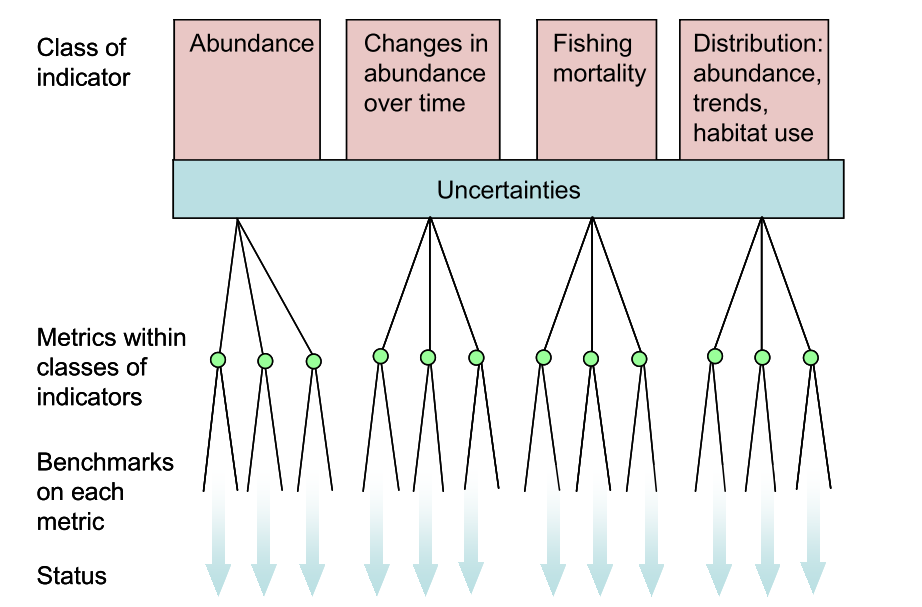 Class of
indicator
Abundance
Changes in
abundance
over time
Fishing
mortality
Distribution:
abundance,
trends,
habitat use
Uncertainties
Metrics within
classes of
indicators
Benchmarks
on each
metric
Status